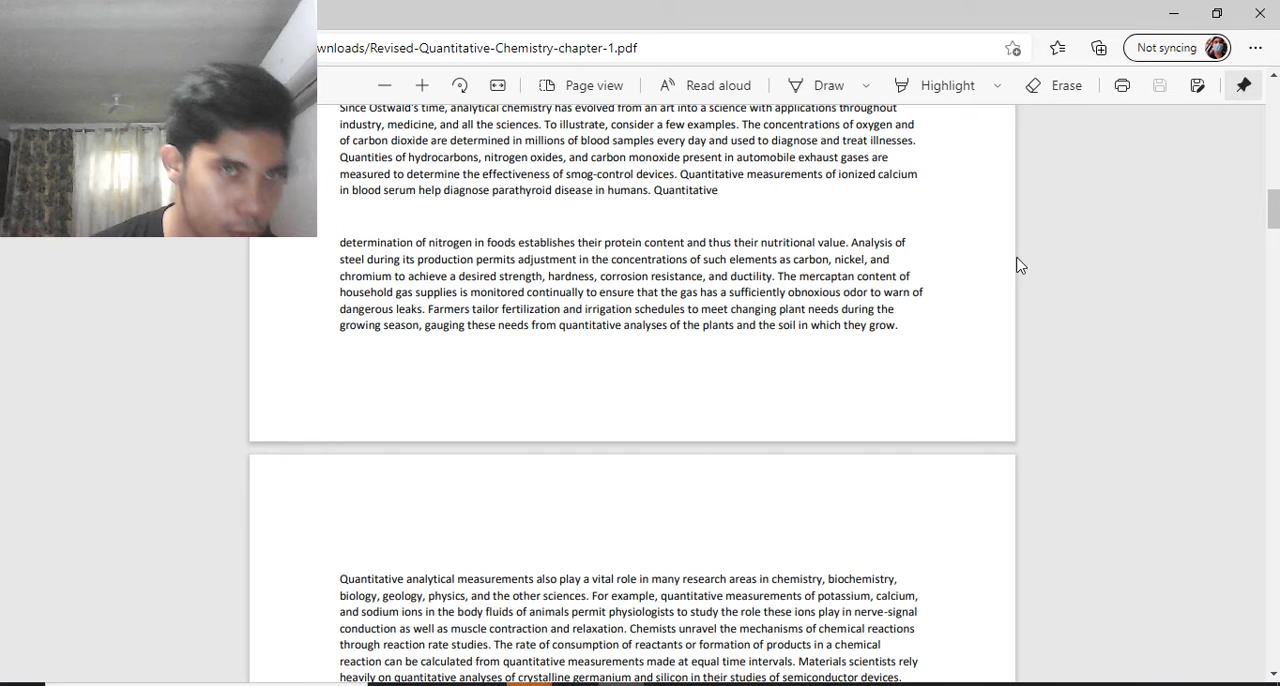 wnloads/Revised-Quantitative-Chemistry-chapter-1.pdf
Not syncing
Page view
Read aloud
Draw
Highlight
Erase
Since Ostwald's time, analytical chemistry has evolved from an art into a science with applications throughout
industry, medicine, and all the sciences. To illustrate, consider a few examples. The concentrations of oxygen and
of carbon dioxide are determined in millions of blood samples every day and used to diagnose and treat illnesses.
Quantities of hydrocarbons, nitrogen oxides, and carbon monoxide present in automobile exhaust gases are
measured to determine the effectiveness of smog-control devices. Quantitative measurements of ionized calcium
in blood serum help diagnose parathyroid disease in humans. Quantitative
determination of nitrogen in foods establishes their protein content and thus their nutritional value. Analysis of
steel during its production permits adjustment in the concentrations of such elements as carbon, nickel, and
chromium to achieve a desired strength, hardness, corrosion resistance, and ductility. The mercaptan content of
household gas supplies is monitored continually to ensure that the gas has a sufficiently obnoxious odor to warn of
dangerous leaks. Farmers tailor fertilization and irrigation schedules to meet changing plant needs during the
growing season, gauging these needs from quantitative analyses of the plants and the soil in which they grow.
Quantitative analytical measurements also play a vital role in many research areas in chemistry, biochemistry,
biology, geology, physics, and the other sciences. For example, quantitative measurements of potassium, calcium,
and sodium ions in the body fluids of animals permit physiologists to study the role these ions play in nerve-signal
conduction as well as muscle contraction and relaxation. Chemists unravel the mechanisms of chemical reactions
through reaction rate studies. The rate of consumption of reactants or formation of products in a chemical
reaction can be calculated from quantitative measurements made at equal time intervals. Materials scientists rely
heavily on quantitative analyses of crystalline germanium and silicon in their studies of semiconductor devices.